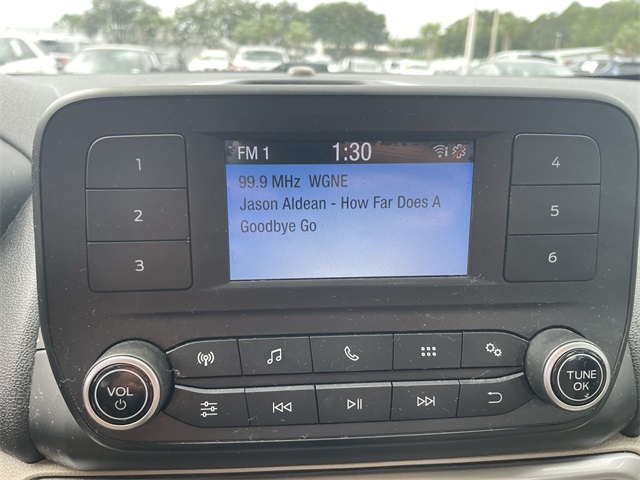 FM 1 1:30
99.9 MHz WGNE
Jason Aldean - How Far Does A
Goodbye Go
1
2
3
4
5
6
VOL
TUNE
OK